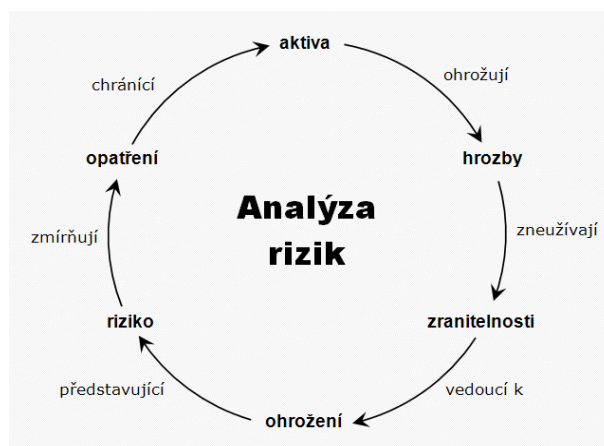 aktiva
ohrožují
hrozby
zneužívají
zranitelnosti
vedoucí k
ohrožení
představující
riziko
zmírňují
opatření
chránící
Analýza
rizik